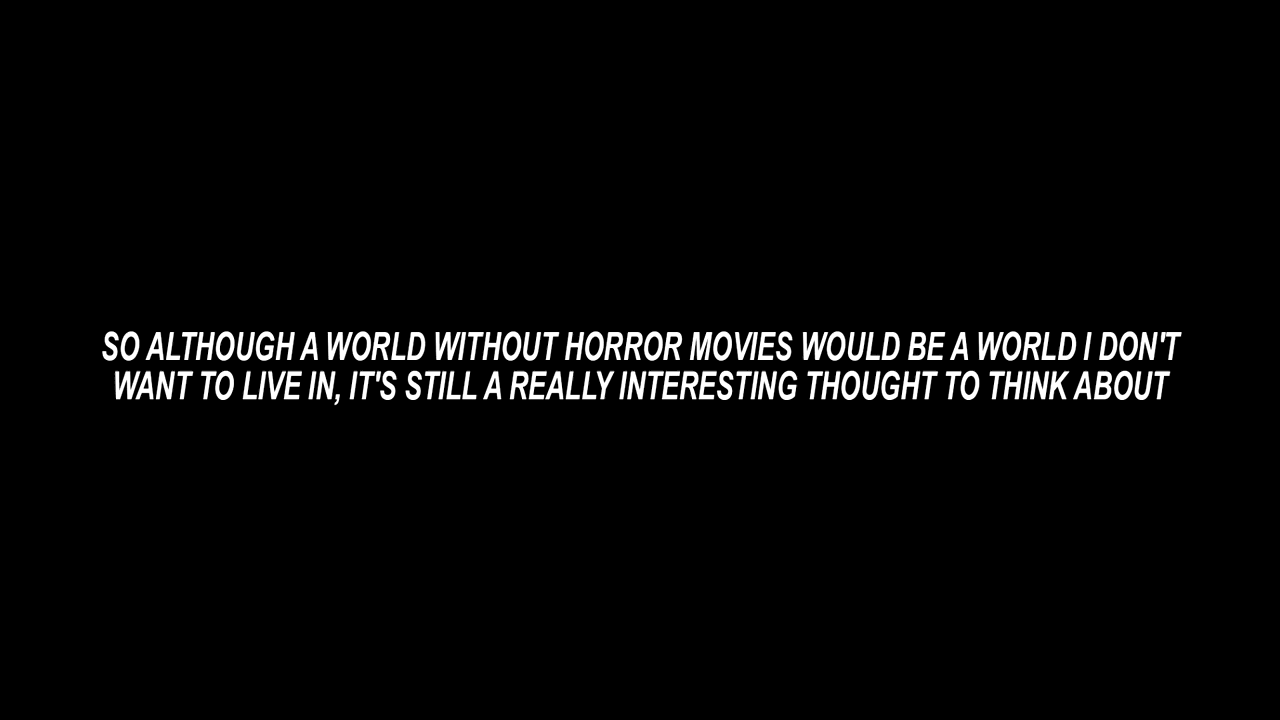 SO ALTHOUGH A WORLD WITHOUT HORROR MOVIES WOULD BE A WORLD I DON'T
WANT TO LIVE IN, IT'S STILL A REALLY INTERESTING THOUGHT TO THINK ABOUT